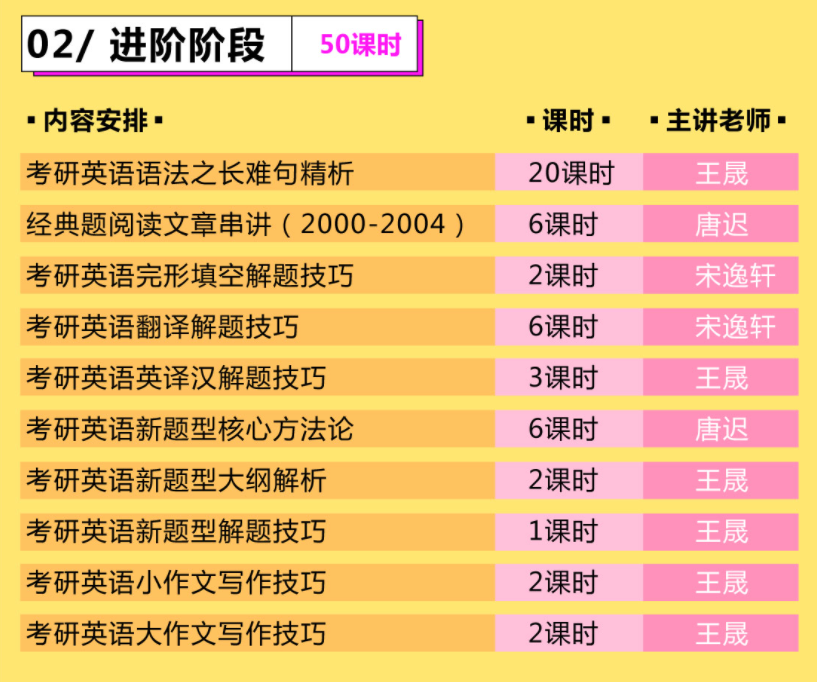 02/ 进阶阶段 50课时
▪内容安排▪ ▪课时▪ ▪主讲老师▪
考研英语语法之长难句精析 20课时 王晟
经典题阅读文章串讲（2000-2004） 6课时 唐迟
考研英语完形填空解题技巧 2课时 宋逸轩
考研英语翻译解题技巧 6课时 宋逸轩
考研英语英译汉解题技巧 3课时 王晟
考研英语新题型核心方法论 6课时 唐迟
考研英语新题型大纲解析 2课时 王晟
考研英语新题型解题技巧 1课时 王晟
考研英语小作文写作技巧 2课时 王晟
考研英语大作文写作技巧 2课时 王晟